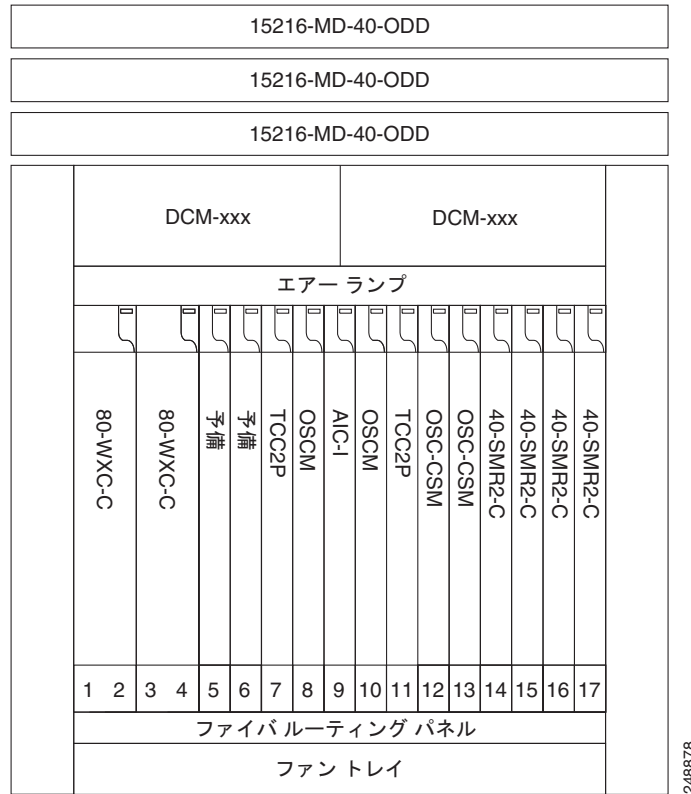 15216-MD-40-ODD
15216-MD-40-ODD
15216-MD-40-ODD
DCM-xxx
DCM-xxx
エアー ランプ
80-WXC-C
80-WXC-C
予備
予備
TCC2P
OSCM
AIC-I
OSCM
TCC2P
OSC-CSM
OSC-CSM
40-SMR2-C
40-SMR2-C
40-SMR2-C
40-SMR2-C
1 2 3 4 5 6 7 8 9 10 11 12 13 14 15 16 17
ファイバ ルーティング パネル
ファン トレイ
248878